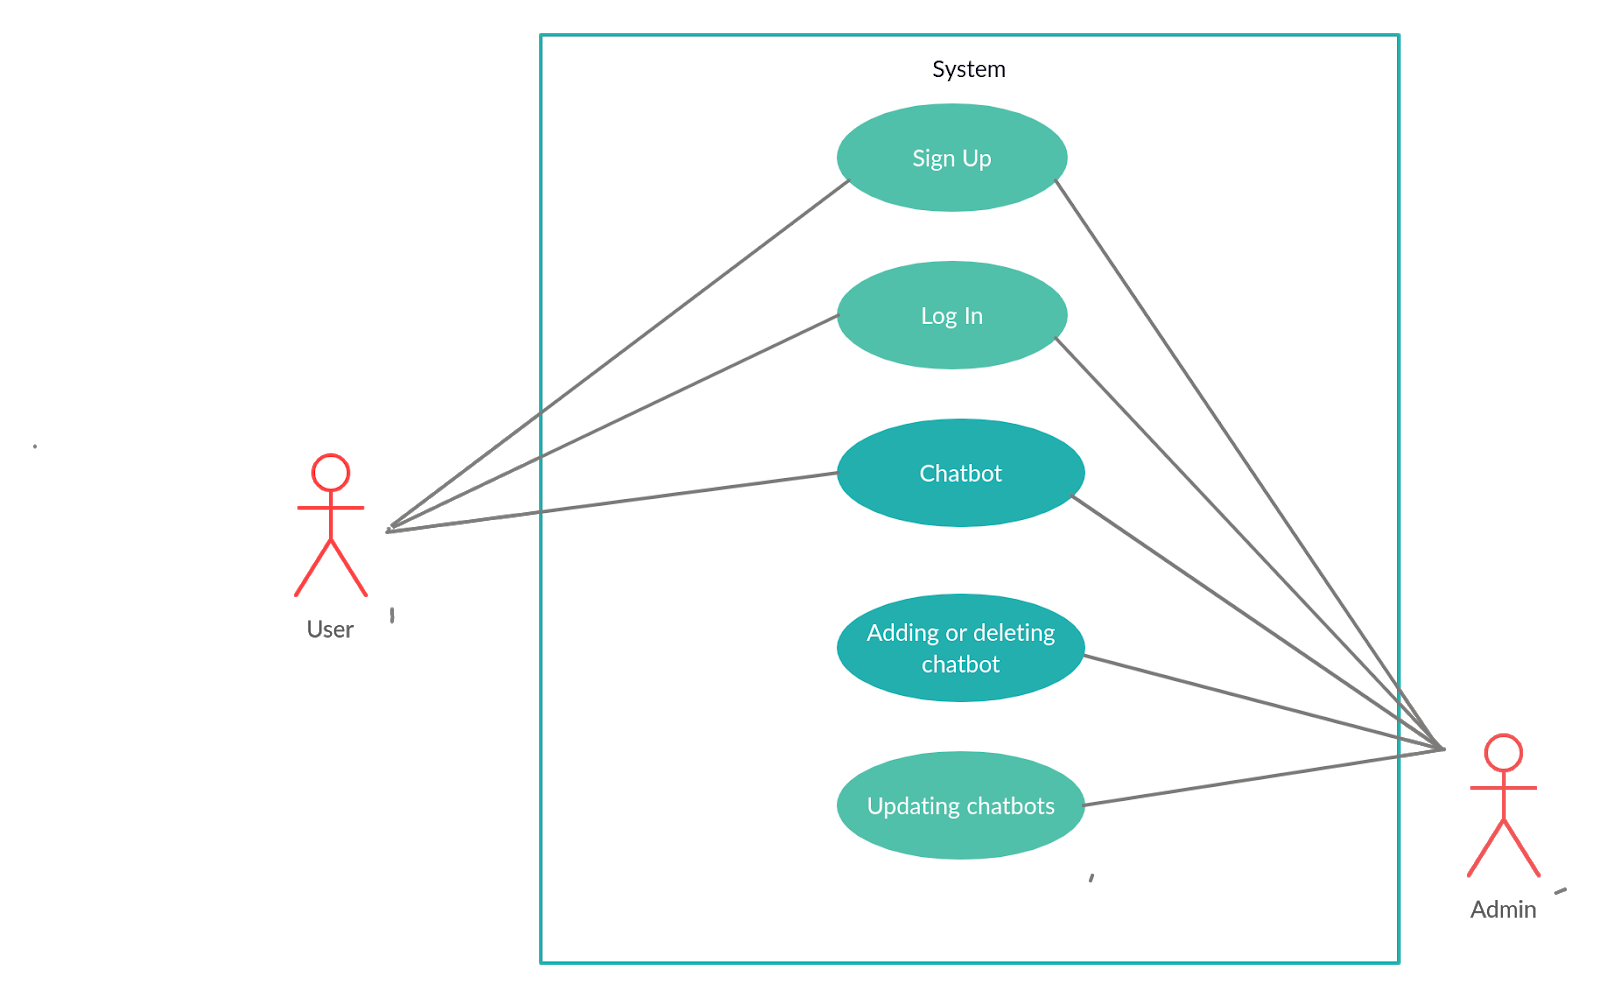 System
Sign Up
Log In
Chatbot
Adding or deleting
chatbot
Updating chatbots
User
Admin